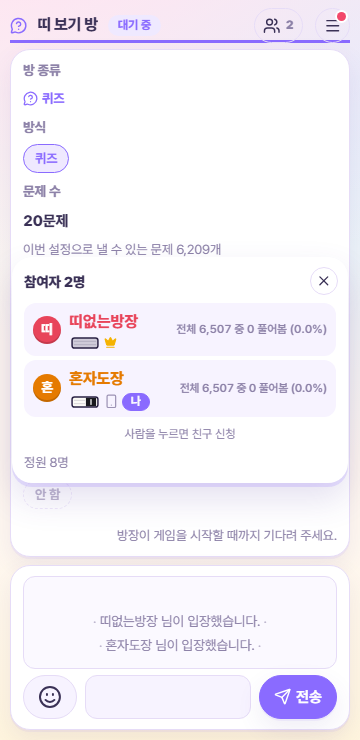 띠 보기 방 대기 중 2
방 종류
퀴즈
방식
퀴즈
문제 수
20문제
이번 설정으로 낼 수 있는 문제 6,209개
참여자 2명
띠 띠없는방장 전체 6,507 중 0 풀어봄 (0.0%)
혼 혼자도장 전체 6,507 중 0 풀어봄 (0.0%)
나
사람을 누르면 친구 신청
정원 8명
안 함
방장이 게임을 시작할 때까지 기다려 주세요.
· 띠없는방장 님이 입장했습니다. ·
· 혼자도장 님이 입장했습니다. ·
전송